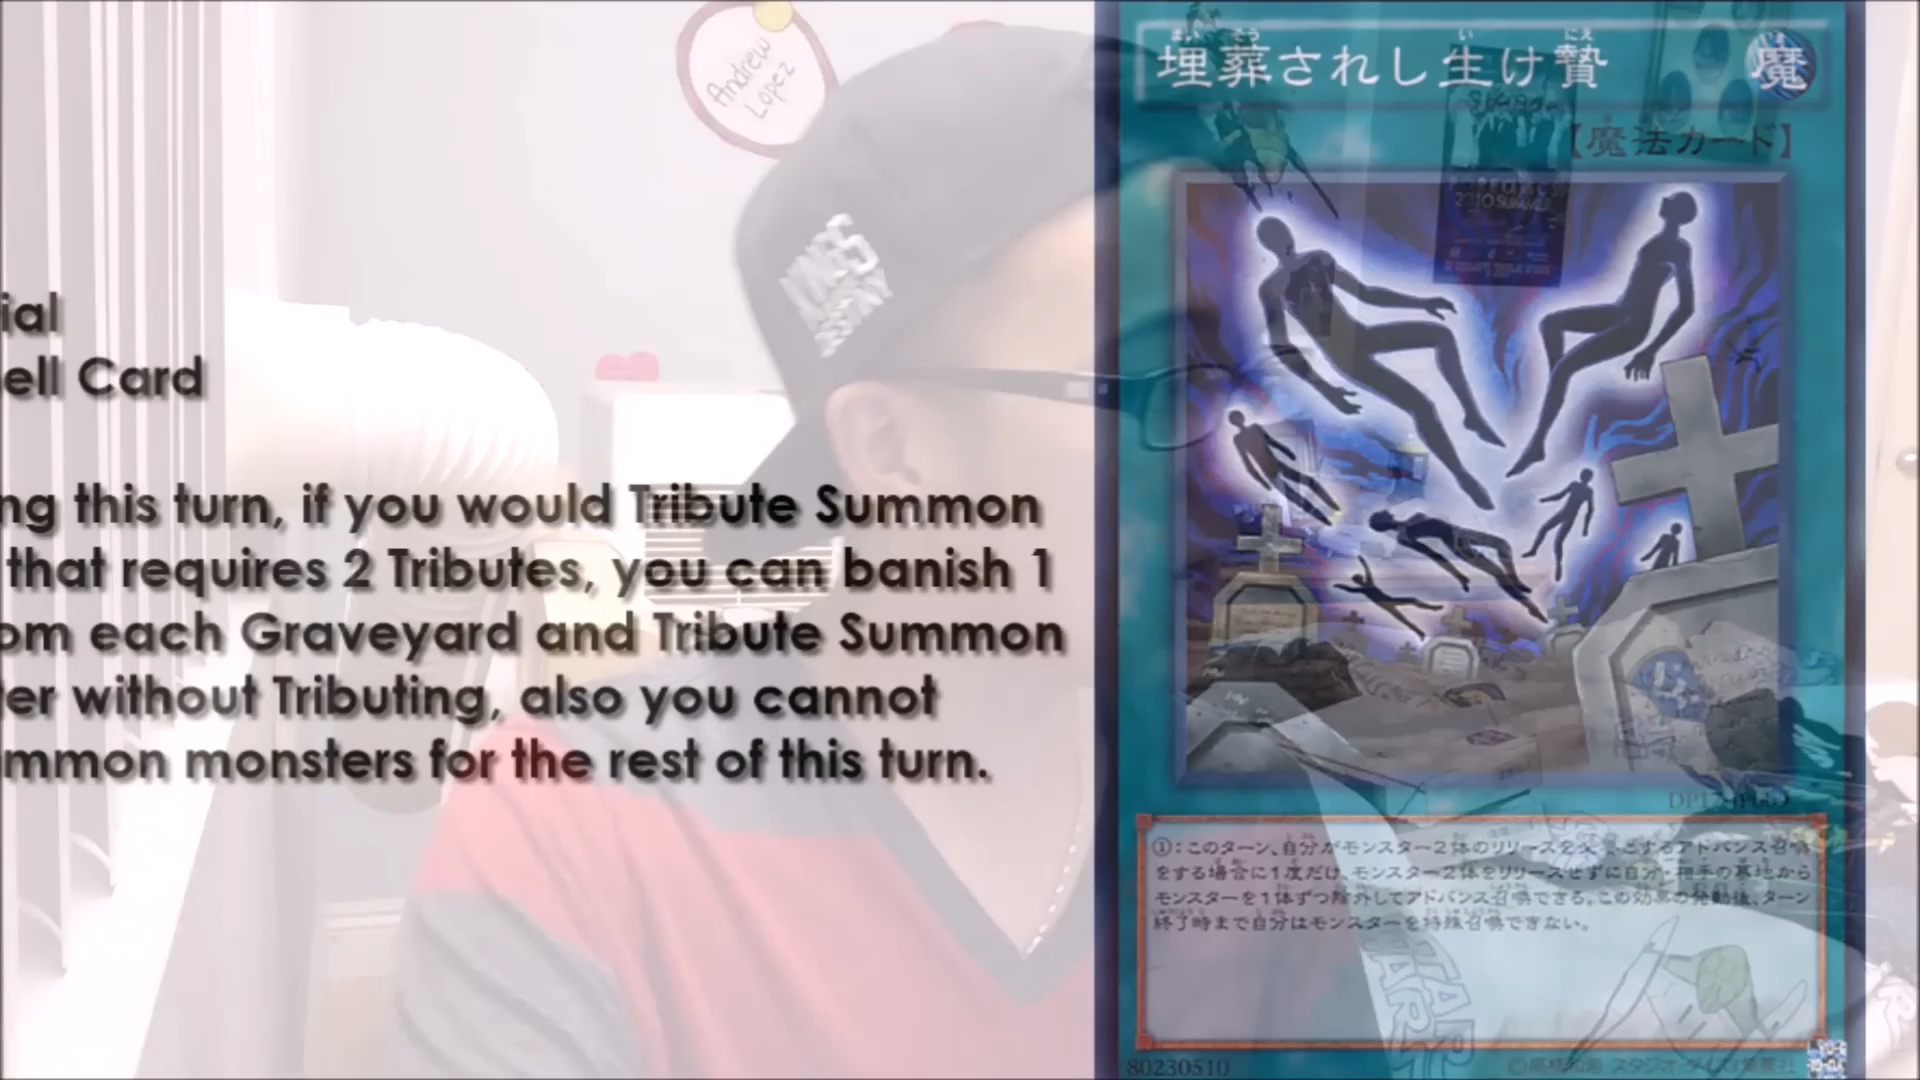 Andrew
Lopez
ial
ell Card
ng this turn, if you would Tribute Summon
that requires 2 Tributes, you can banish 1
om each Graveyard and Tribute Summon
er without Tributing, also you cannot
mmon monsters for the rest of this turn.
埋葬されし生け贄
魔
【魔法カード】
①：このターン、自分がモンスター２体のリリースを必要とするアドバンス召喚
をする場合に１度だけ、モンスター２体をリリースせずに自分・相手の墓地から
モンスターを１体ずつ除外してアドバンス召喚できる。この効果の発動後、ターン
終了時まで自分はモンスターを特殊召喚できない。
80230510